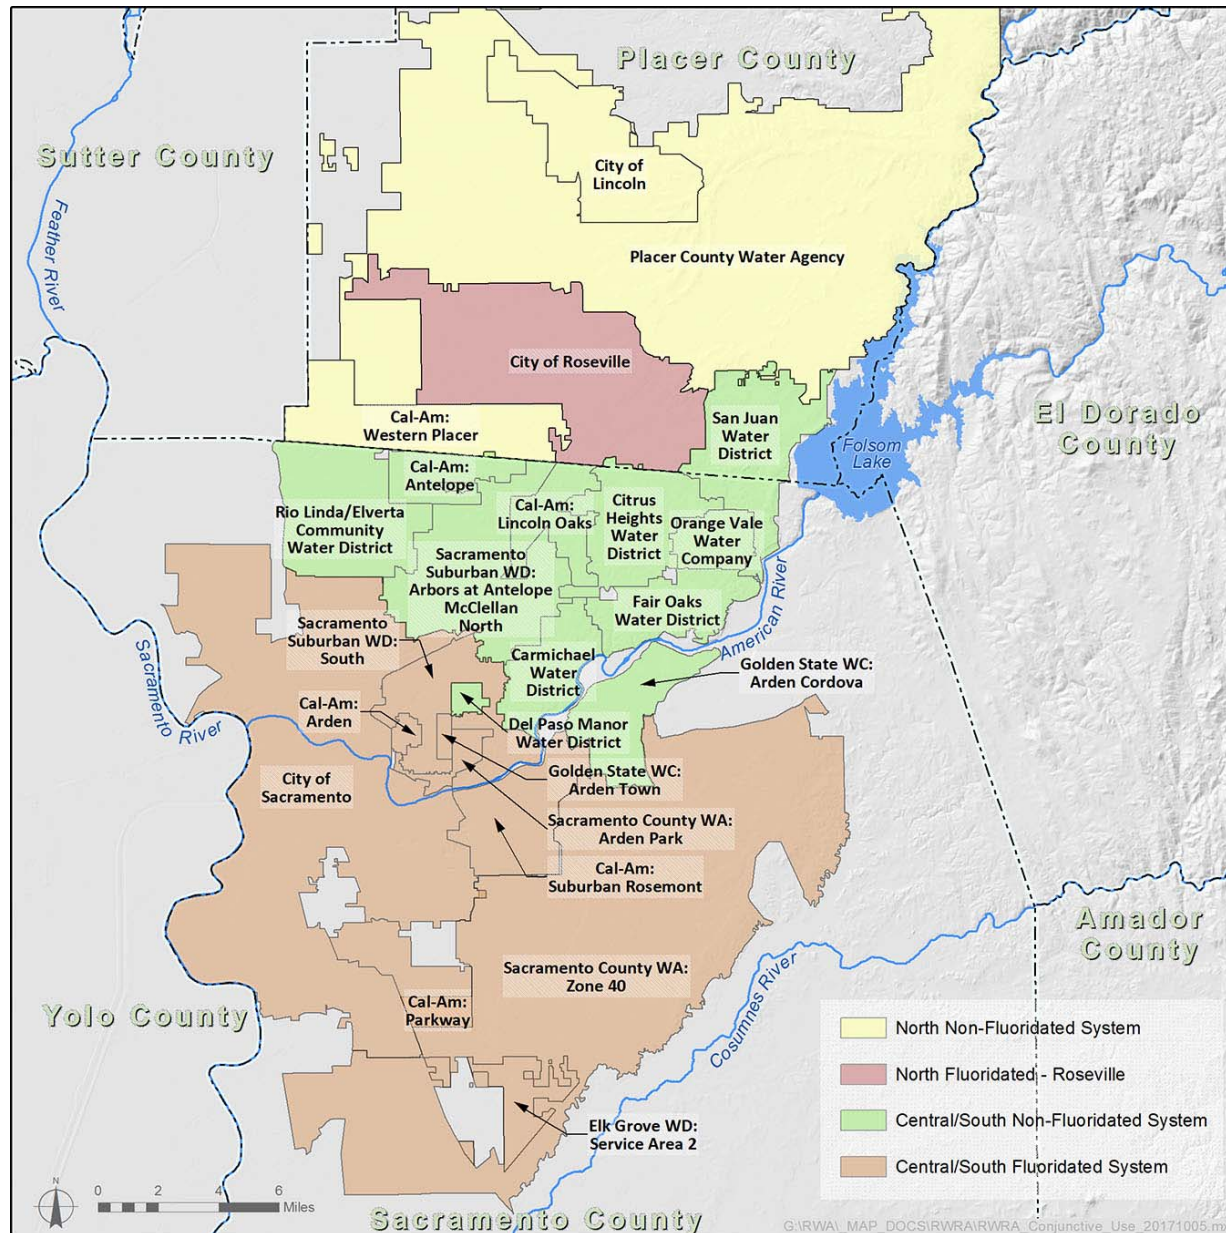 Placer County
Sutter County
City of
Lincoln
Feather River
Placer County Water Agency
City of Roseville
El Dorado
County
Cal-Am:
Western Placer
San Juan
Water
District
Folsom
Lake
Cal-Am:
Antelope
Cal-Am:
Lincoln Oaks
Citrus
Heights
Water
District
Orange Vale
Water
Company
Rio Linda/Elverta
Community
Water District
Sacramento
Suburban WD:
Arbors at Antelope
McClellan
North
Fair Oaks
Water District
American River
Sacramento
Suburban WD:
South
Carmichael
Water
District
Golden State WC:
Arden Cordova
Sacramento
River
Cal-Am:
Arden
Del Paso Manor
Water District
City of
Sacramento
Golden State WC:
Arden Town
Sacramento County WA:
Arden Park
Cal-Am:
Suburban Rosemont
Amador
County
Sacramento County WA:
Zone 40
Cosumnes River
Cal-Am:
Parkway
Yolo County
North Non-Fluoridated System
North Fluoridated - Roseville
Central/South Non-Fluoridated System
Central/South Fluoridated System
Elk Grove WD:
Service Area 2
N
0 2 4 6
Miles
Sacramento County
G:\RWA\_MAP_DOCS\RWRA\RWRA_Conjunctive_Use_20171005.mx